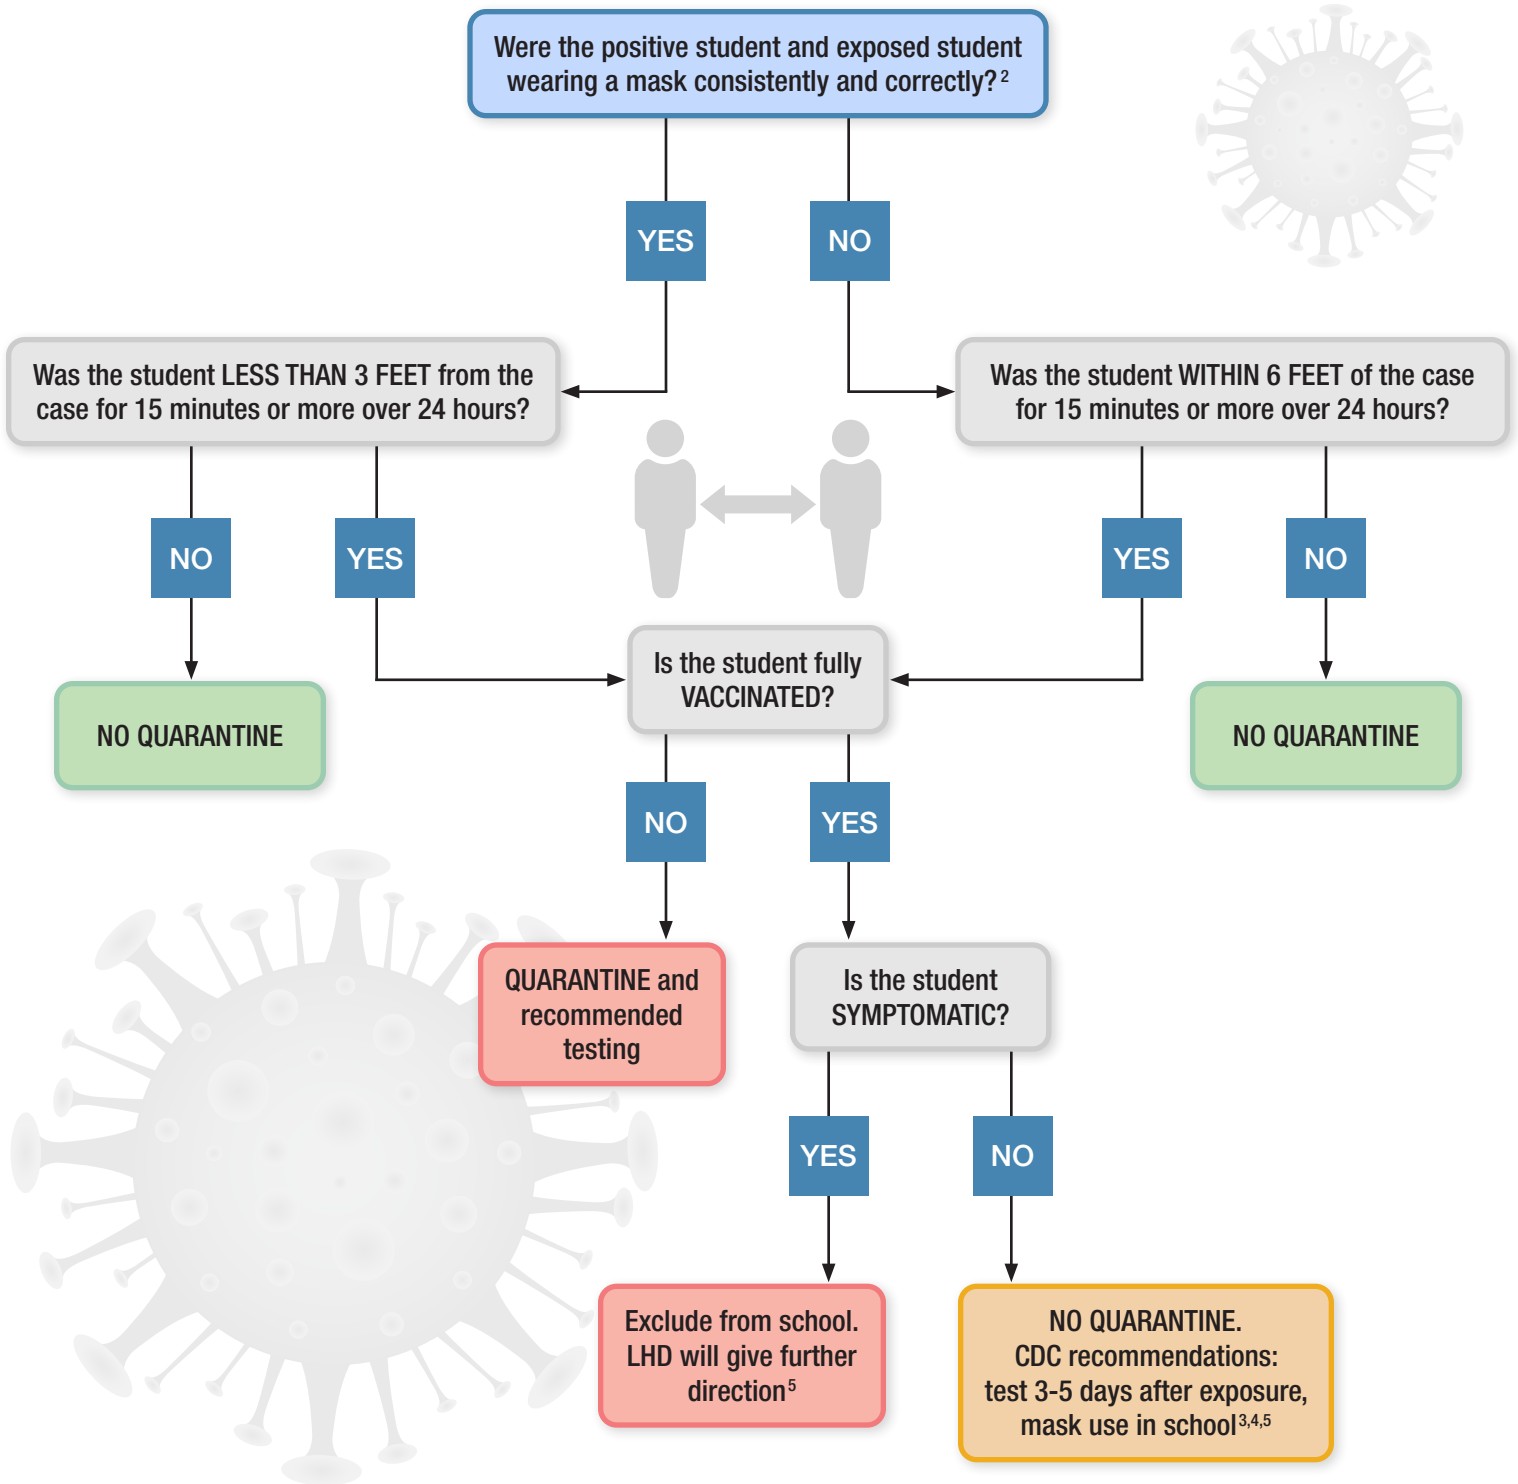 Were the positive student and exposed student
wearing a mask consistently and correctly?²
YES
NO
Was the student LESS THAN 3 FEET from the
case for 15 minutes or more over 24 hours?
Was the student WITHIN 6 FEET of the case
for 15 minutes or more over 24 hours?
NO
YES
YES
NO
NO QUARANTINE
Is the student fully
VACCINATED?
NO QUARANTINE
NO
YES
QUARANTINE and
recommended
testing
Is the student
SYMPTOMATIC?
YES
NO
Exclude from school.
LHD will give further
direction⁵
NO QUARANTINE.
CDC recommendations:
test 3-5 days after exposure,
mask use in school³,⁴,⁵